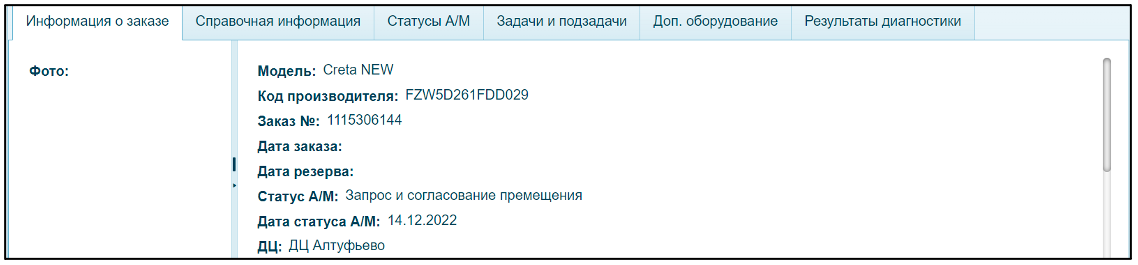 Информация о заказе Справочная информация Статусы А/М Задачи и подзадачи Доп. оборудование Результаты диагностики
Фото:
Модель: Creta NEW
Код производителя: FZW5D261FDD029
Заказ №: 1115306144
Дата заказа:
Дата резерва:
Статус А/М: Запрос и согласование премещения
Дата статуса А/М: 14.12.2022
ДЦ: ДЦ Алтуфьево